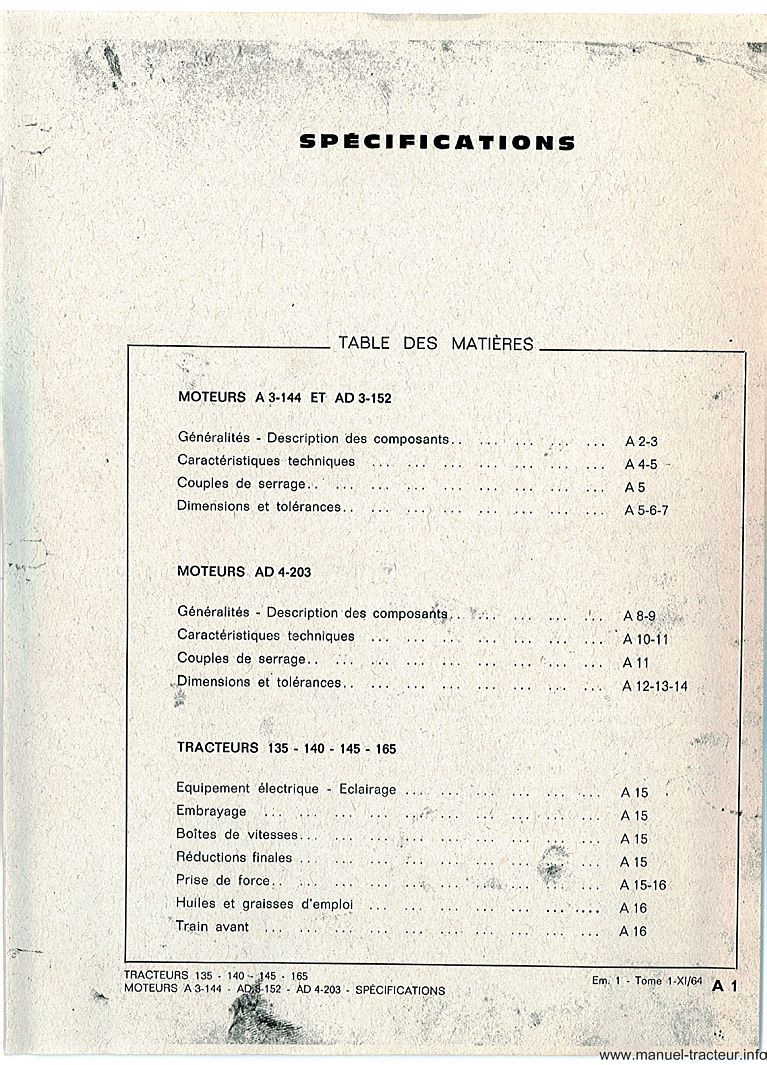 SPÉCIFICATIONS
TABLE DES MATIÈRES
MOTEURS A 3-144 ET AD 3-152
Généralités - Description des composants.. ... ... ... ... ... A 2-3
Caractéristiques techniques ... ... ... ... ... ... ... A 4-5
Couples de serrage.. ... ... ... ... ... ... ... ... A 5
Dimensions et tolérances.. ... ... ... ... ... ... ... A 5-6-7
MOTEURS AD 4-203
Généralités - Description des composants.. ... ... ... ... ... A 8-9
Caractéristiques techniques ... ... ... ... ... ... ... A 10-11
Couples de serrage.. ... ... ... ... ... ... ... ... A 11
Dimensions et tolérances.. ... ... ... ... ... ... ... A 12-13-14
TRACTEURS 135 - 140 - 145 - 165
Equipement électrique - Eclairage ... ... ... ... ... ... A 15
Embrayage ... ... ... ... ... ... ... ... ... ... A 15
Boîtes de vitesses... ... ... ... ... ... ... ... ... A 15
Réductions finales ... ... ... ... ... ... ... ... ... A 15
Prise de force.. ... ... ... ... ... ... ... ... ... A 15-16
Huiles et graisses d'emploi ... ... ... ... ... ... .... A 16
Train avant ... ... ... ... ... ... ... ... ... ... A 16
TRACTEURS 135 - 140 - 145 - 165
MOTEURS A 3-144 - AD 3-152 - AD 4-203 - SPÉCIFICATIONS
Em. 1 - Tome 1-XI/64 A 1
www.manuel-tracteur.info